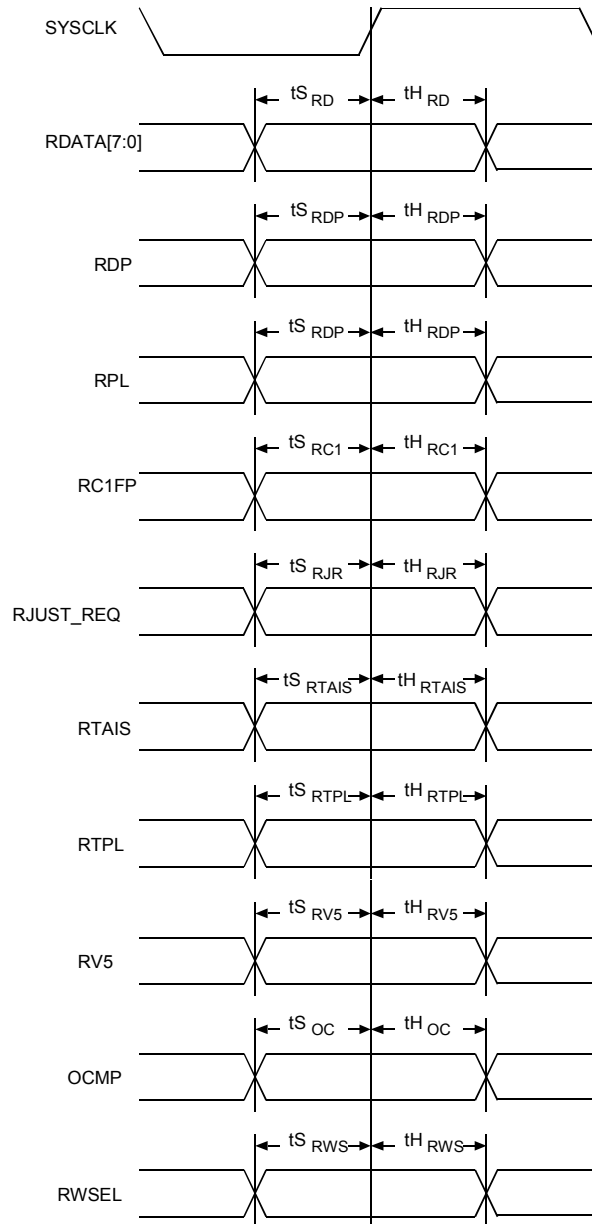 SYSCLK
tS RD tH RD
RDATA[7:0]
tS RDP tH RDP
RDP
tS RDP tH RDP
RPL
tS RC1 tH RC1
RC1FP
tS RJR tH RJR
RJUST_REQ
tS RTAIS tH RTAIS
RTAIS
tS RTPL tH RTPL
RTPL
tS RV5 tH RV5
RV5
tS OC tH OC
OCMP
tS RWS tH RWS
RWSEL